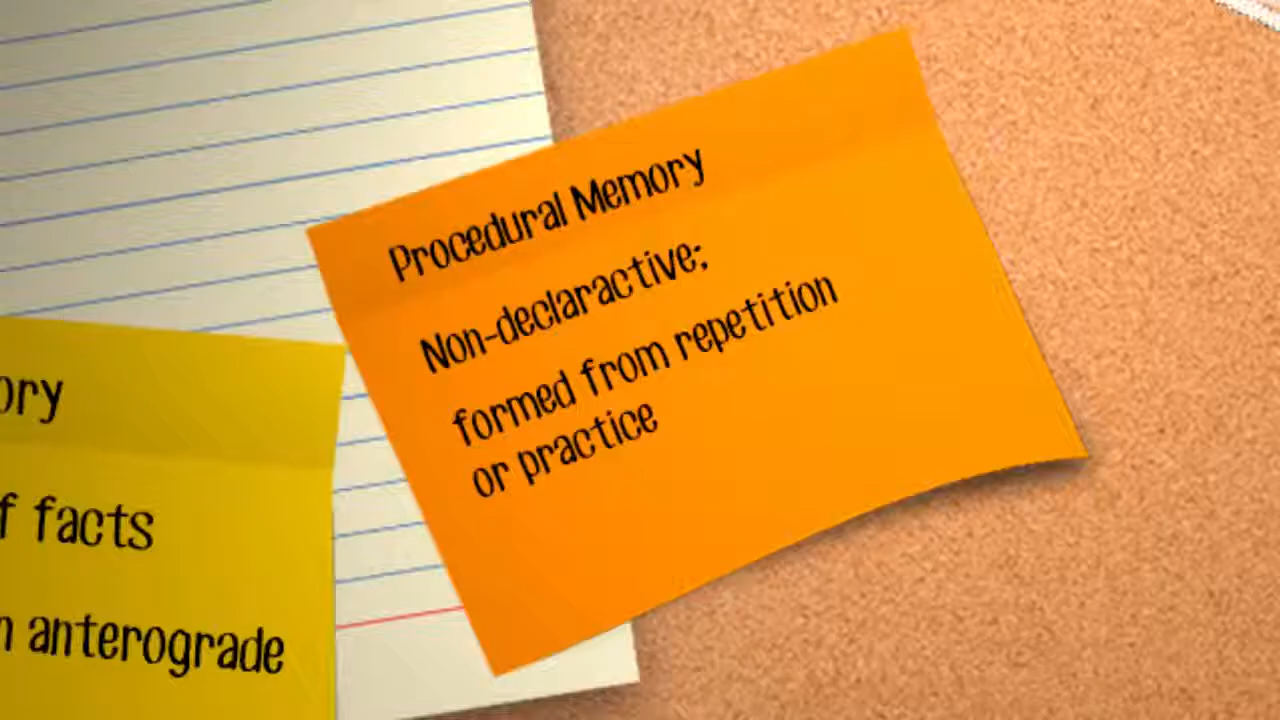 Procedural Memory
Non-declaractive;
formed from repetition
or practice
ory
f facts
n anterograde